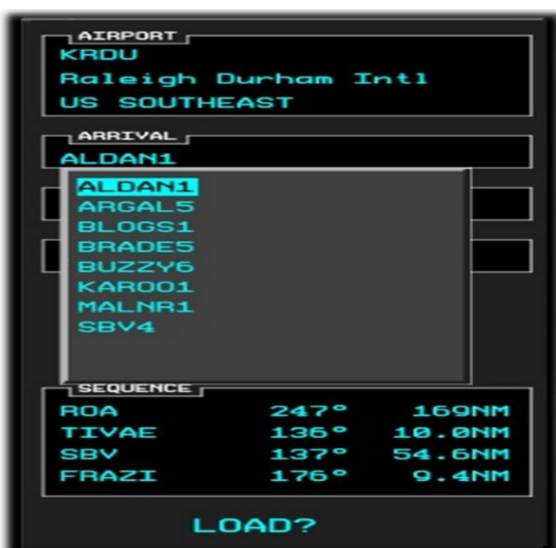 AIRPORT
KRDU
Raleigh Durham Intl
US SOUTHEAST
ARRIVAL
ALDAN1
ALDAN1
ARGAL5
BLOGS1
BRADE5
BUZZY6
KAROO1
MALNR1
SBV4
SEQUENCE
ROA 247° 169NM
TIVAE 136° 10.0NM
SBV 137° 54.6NM
FRAZI 176° 9.4NM
LOAD?